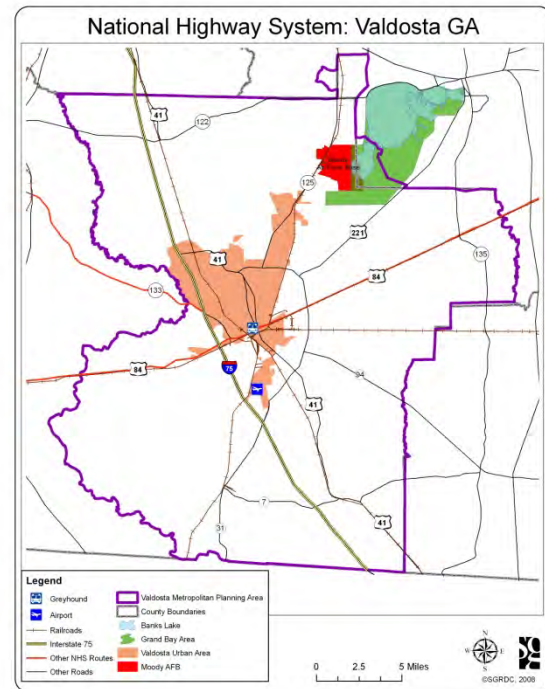 National Highway System: Valdosta GA
41
122
125
221
41
135
84
133
84
75
94
41
7
41
31
Legend
Greyhound
Airport
Railroads
Interstate 75
Other NHS Routes
Other Roads
Valdosta Metropolitan Planning Area
County Boundaries
Banks Lake
Grand Bay Area
Valdosta Urban Area
Moody AFB
0 2.5 5 Miles
N
W E
S
©SGRDC, 2008